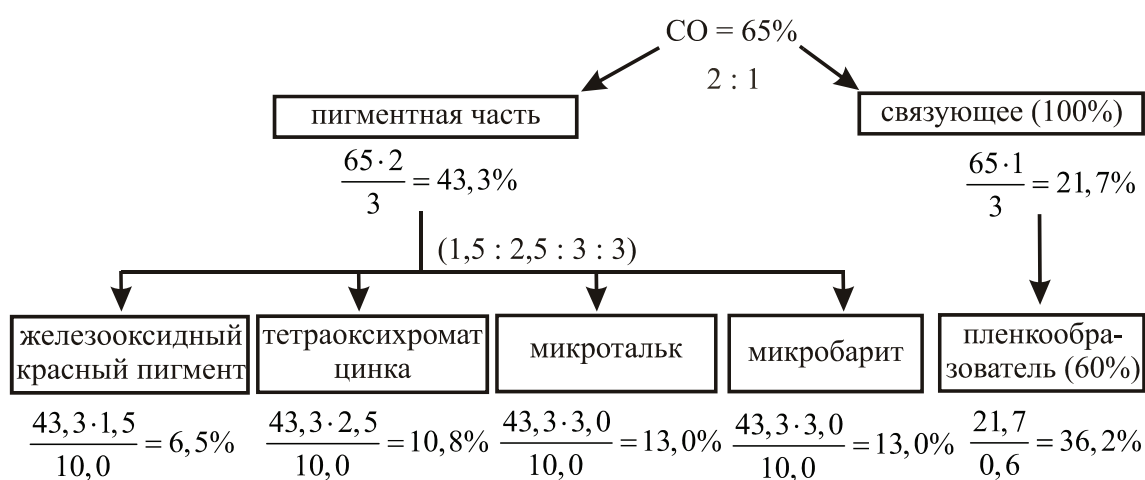 СО = 65%
2 : 1
пигментная часть
связующее (100%)
65·2
3
= 43,3%
65·1
3
= 21,7%
(1,5 : 2,5 : 3 : 3)
железооксидный
красный пигмент
тетраоксихромат
цинка
микротальк
микробарит
пленкообра-
зователь (60%)
43,3·1,5
10,0
= 6,5%
43,3·2,5
10,0
= 10,8%
43,3·3,0
10,0
= 13,0%
43,3·3,0
10,0
= 13,0%
21,7
0,6
= 36,2%